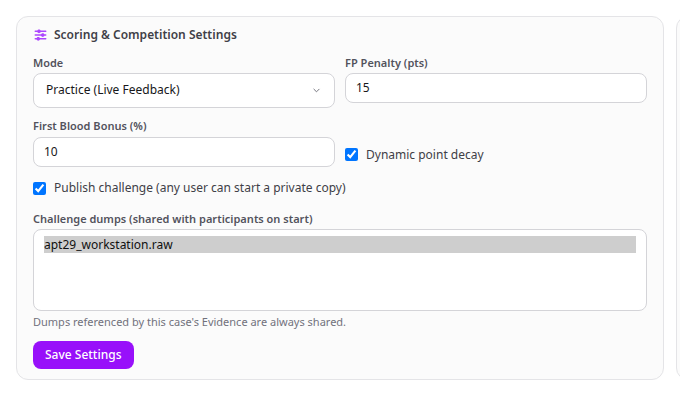 Scoring & Competition Settings
Mode
FP Penalty (pts)
Practice (Live Feedback)
15
First Blood Bonus (%)
10
Dynamic point decay
Publish challenge (any user can start a private copy)
Challenge dumps (shared with participants on start)
apt29_workstation.raw
Dumps referenced by this case's Evidence are always shared.
Save Settings